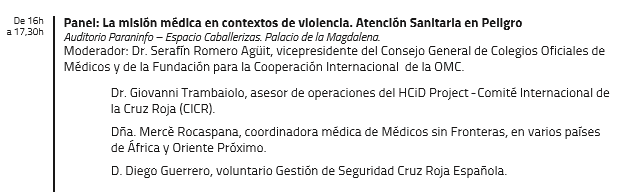 De 16h
a 17,30h
Panel: La misión médica en contextos de violencia. Atención Sanitaria en Peligro
Auditorio Paraninfo – Espacio Caballerizas. Palacio de la Magdalena.
Moderador: Dr. Serafín Romero Agüit, vicepresidente del Consejo General de Colegios Oficiales de
Médicos y de la Fundación para la Cooperación Internacional de la OMC.
Dr. Giovanni Trambaiolo, asesor de operaciones del HCiD Project - Comité Internacional de
la Cruz Roja (CICR).
Dña. Mercè Rocaspana, coordinadora médica de Médicos sin Fronteras, en varios países
de África y Oriente Próximo.
D. Diego Guerrero, voluntario Gestión de Seguridad Cruz Roja Española.